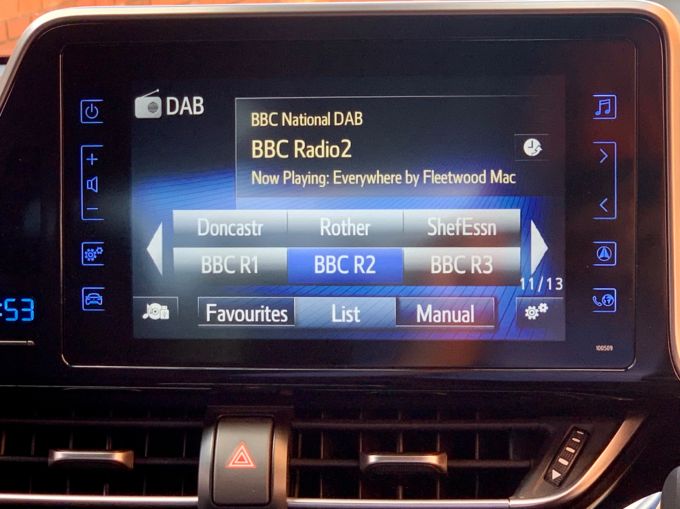 DAB
BBC National DAB
BBC Radio2
Now Playing: Everywhere by Fleetwood Mac
Doncastr Rother ShefEssn
BBC R1 BBC R2 BBC R3
11/13
:53
Favourites List Manual
100509